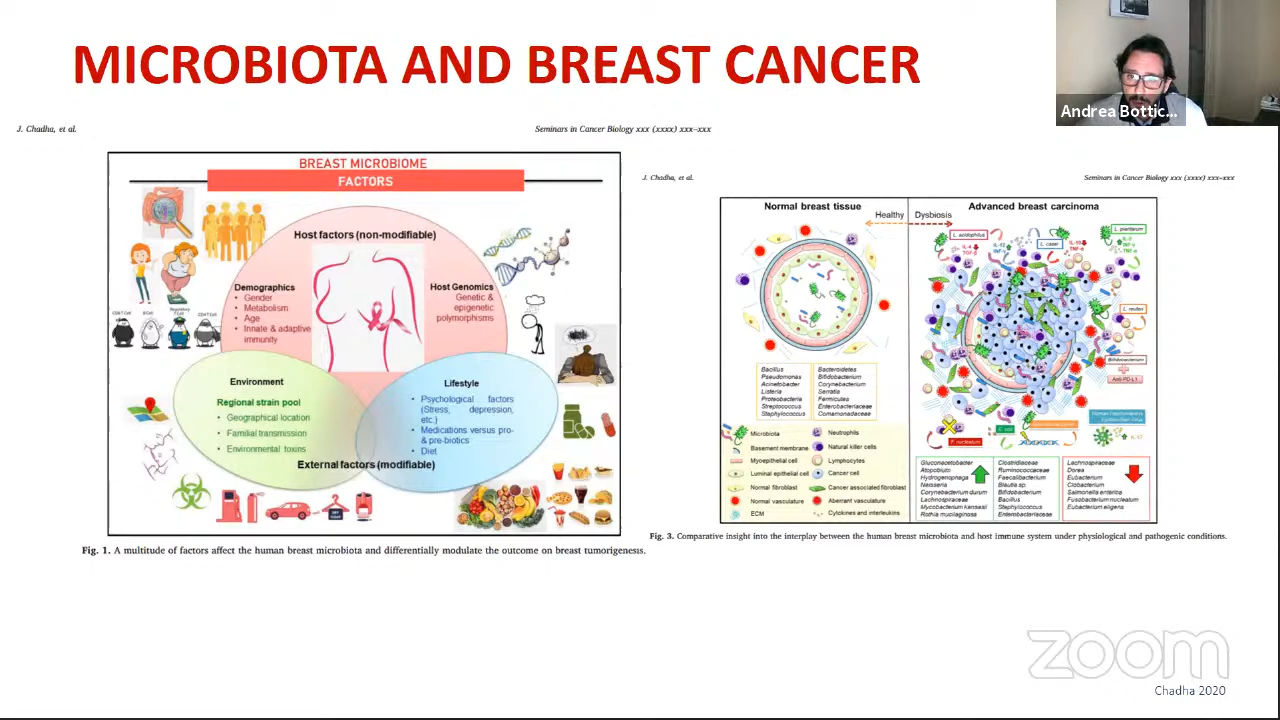 MICROBIOTA AND BREAST CANCER
Andrea Bottic...
J. Chadha, et al.
Seminars in Cancer Biology xxx (xxxx) xxx–xxx
BREAST MICROBIOME
FACTORS
Host factors (non-modifiable)
Demographics
• Gender
• Metabolism
• Age
• Innate & adaptive
immunity
Host Genomics
Genetic &
epigenetic
polymorphisms
Environment
Regional strain pool
• Geographical location
• Familial transmission
• Environmental toxins
Lifestyle
• Psychological factors
(Stress, depression,
etc.)
• Medications versus pro-
& pre-biotics
• Diet
External factors (modifiable)
Fig. 1. A multitude of factors affect the human breast microbiota and differentially modulate the outcome on breast tumorigenesis.
J. Chadha, et al.
Seminars in Cancer Biology xxx (xxxx) xxx–xxx
Normal breast tissue
Advanced breast carcinoma
Healthy
Dysbiosis
L. acidophilus
L. casei
L. plantarum
L. reuteri
Bifidobacterium
Anti-PD-L1
E. coli
F. nucleatum
Bacillus
Pseudomonas
Acinetobacter
Listeria
Proteobacteria
Streptococcus
Staphylococcus
Bacteroidetes
Bifidobacterium
Corynebacterium
Serratia
Firmicutes
Enterobacteriaceae
Comamonadaceae
Microbiota
Basement membrane
Myoepithelial cell
Luminal epithelial cell
Normal fibroblast
Normal vasculature
ECM
Neutrophils
Natural killer cells
Lymphocytes
Cancer cell
Cancer associated fibroblast
Aberrant vasculature
Cytokines and interleukins
Gluconacetobacter
Atopobium
Hydrogenophaga
Neisseria
Corynebacterium durum
Lachnospiraceae
Mycobacterium kansasii
Rothia mucilaginosa
Clostridiaceae
Ruminococcaceae
Faecalibacterium
Blautia sp.
Bifidobacterium
Bacillus
Staphylococcus
Enterobacteriaceae
Lachnospiraceae
Dorea
Eubacterium
Clobacterium
Salmonella enterica
Fusobacterium nucleatum
Eubacterium eligens
Fig. 3. Comparative insight into the interplay between the human breast microbiota and host immune system under physiological and pathogenic conditions.
zoom
Chadha 2020